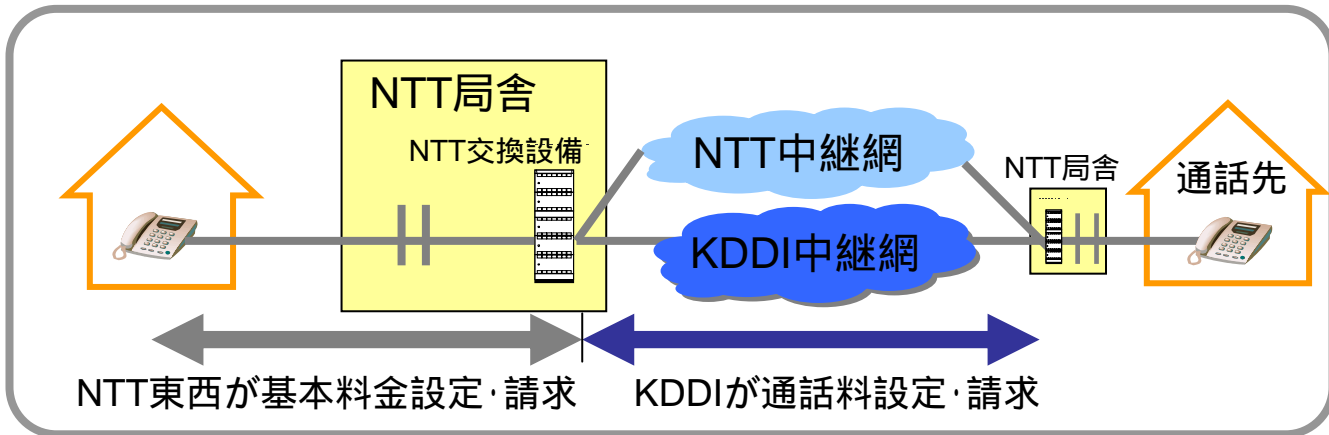 NTT局舎
NTT交換設備
NTT中継網
KDDI中継網
NTT局舎
通話先
NTT東西が基本料金設定･請求
KDDIが通話料設定･請求